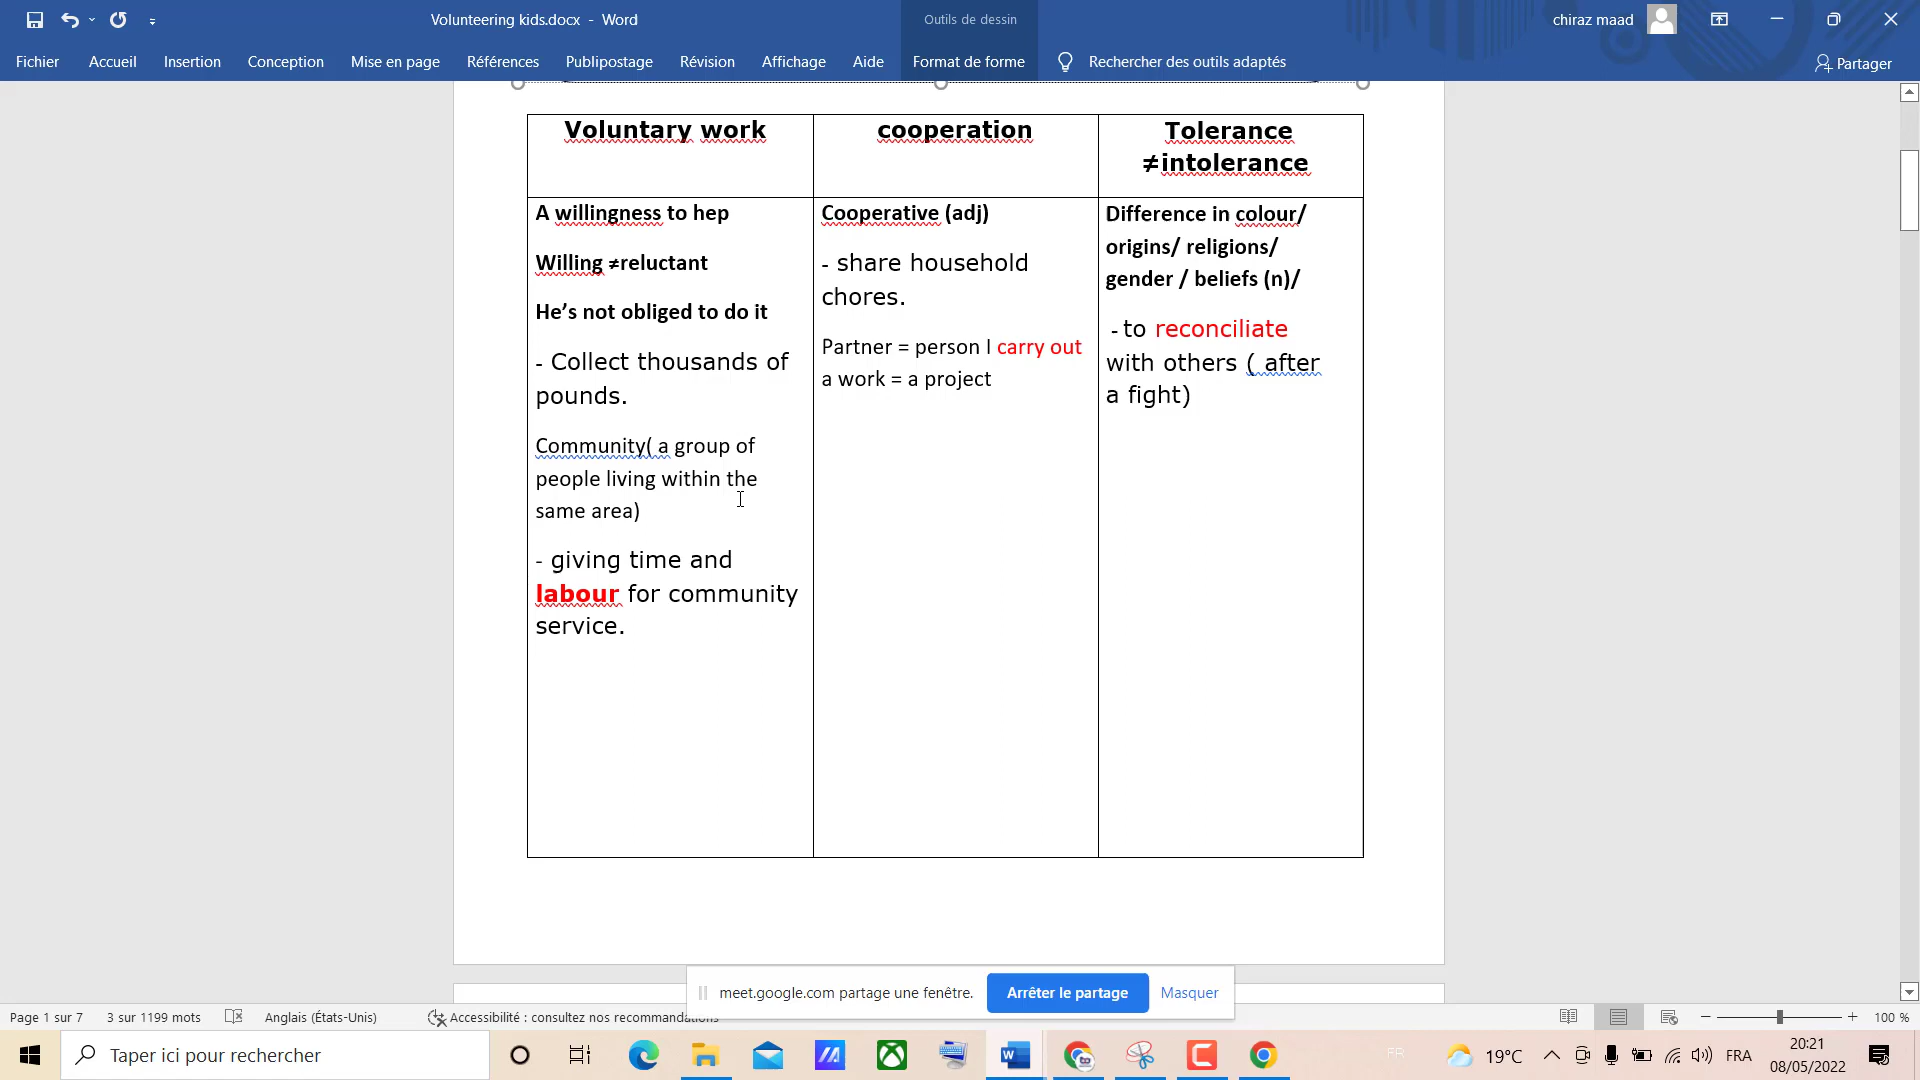 Volunteering kids.docx - Word
Outils de dessin
chiraz maad
Fichier Accueil Insertion Conception Mise en page Références Publipostage Révision Affichage Aide Format de forme Rechercher des outils adaptés Partager
Voluntary work
cooperation
Tolerance
≠intolerance
A willingness to hep
Willing ≠reluctant
He's not obliged to do it
- Collect thousands of
pounds.
Community( a group of
people living within the
same area)
- giving time and
labour for community
service.
Cooperative (adj)
- share household
chores.
Partner = person I carry out
a work = a project
Difference in colour/
origins/ religions/
gender / beliefs (n)/
- to reconciliate
with others ( after
a fight)
meet.google.com partage une fenêtre. Arrêter le partage Masquer
Page 1 sur 7 3 sur 1199 mots Anglais (États-Unis) Accessibilité : consultez nos recommandations 100 %
Taper ici pour rechercher
FR
19°C
FRA
20:21
08/05/2022